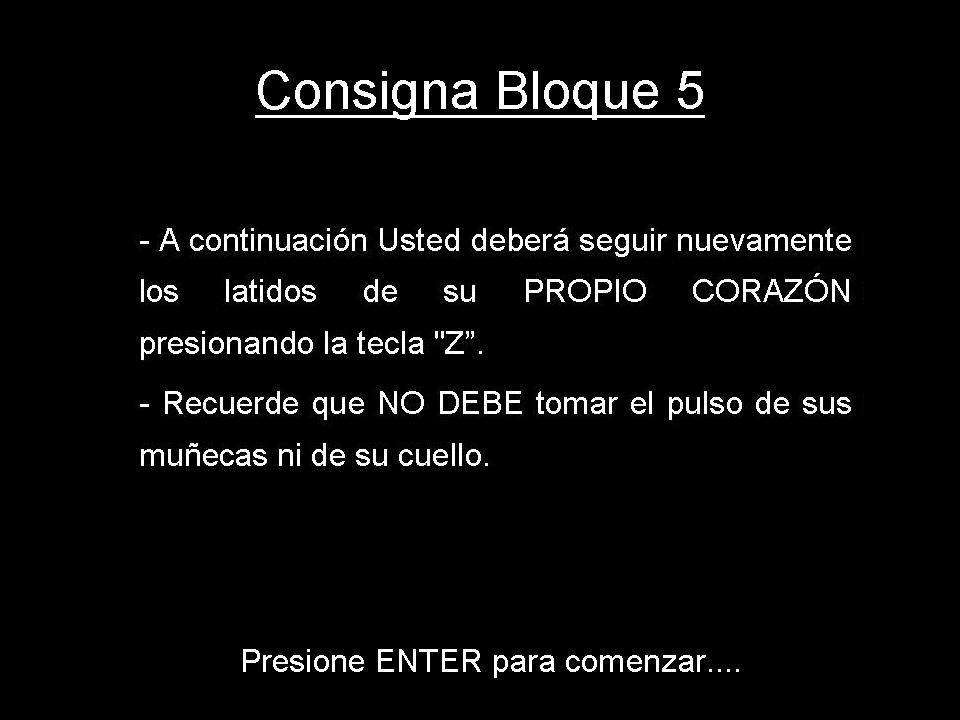 Consigna Bloque 5
- A continuación Usted deberá seguir nuevamente
los latidos de su PROPIO CORAZÓN
presionando la tecla "Z”.
- Recuerde que NO DEBE tomar el pulso de sus
muñecas ni de su cuello.
Presione ENTER para comenzar....